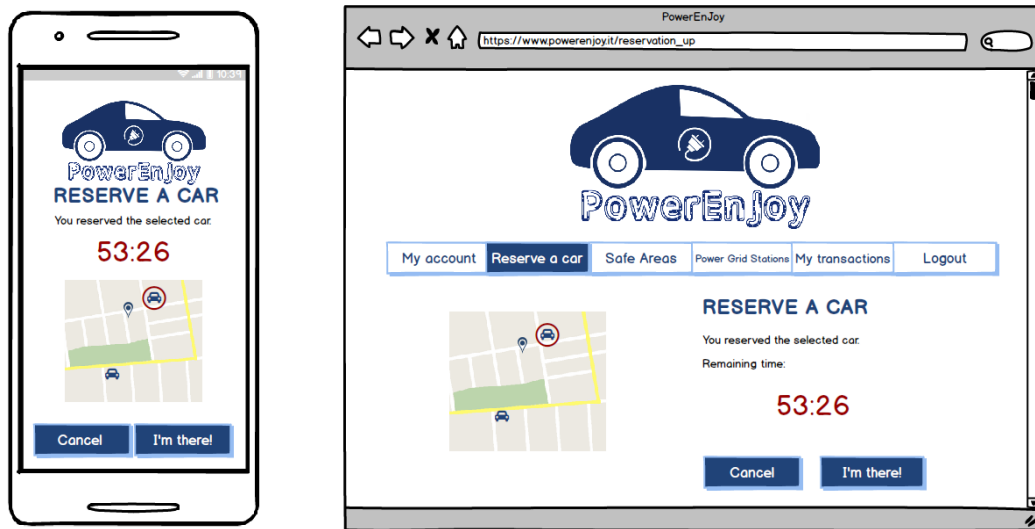 10:39
PowerEnJoy
RESERVE A CAR
You reserved the selected car.
53:26
Cancel
I'm there!
PowerEnJoy
https://www.powerenjoy.it/reservation_up
PowerEnJoy
My account
Reserve a car
Safe Areas
Power Grid Stations
My transactions
Logout
RESERVE A CAR
You reserved the selected car.
Remaining time:
53:26
Cancel
I'm there!